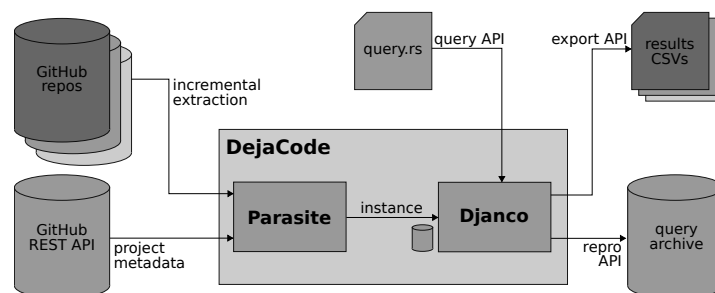 GitHub
repos
incremental
extraction
query.rs
query API
export API
results
CSVs
DejaCode
Parasite
instance
Djanco
GitHub
REST API
project
metadata
repro
API
query
archive